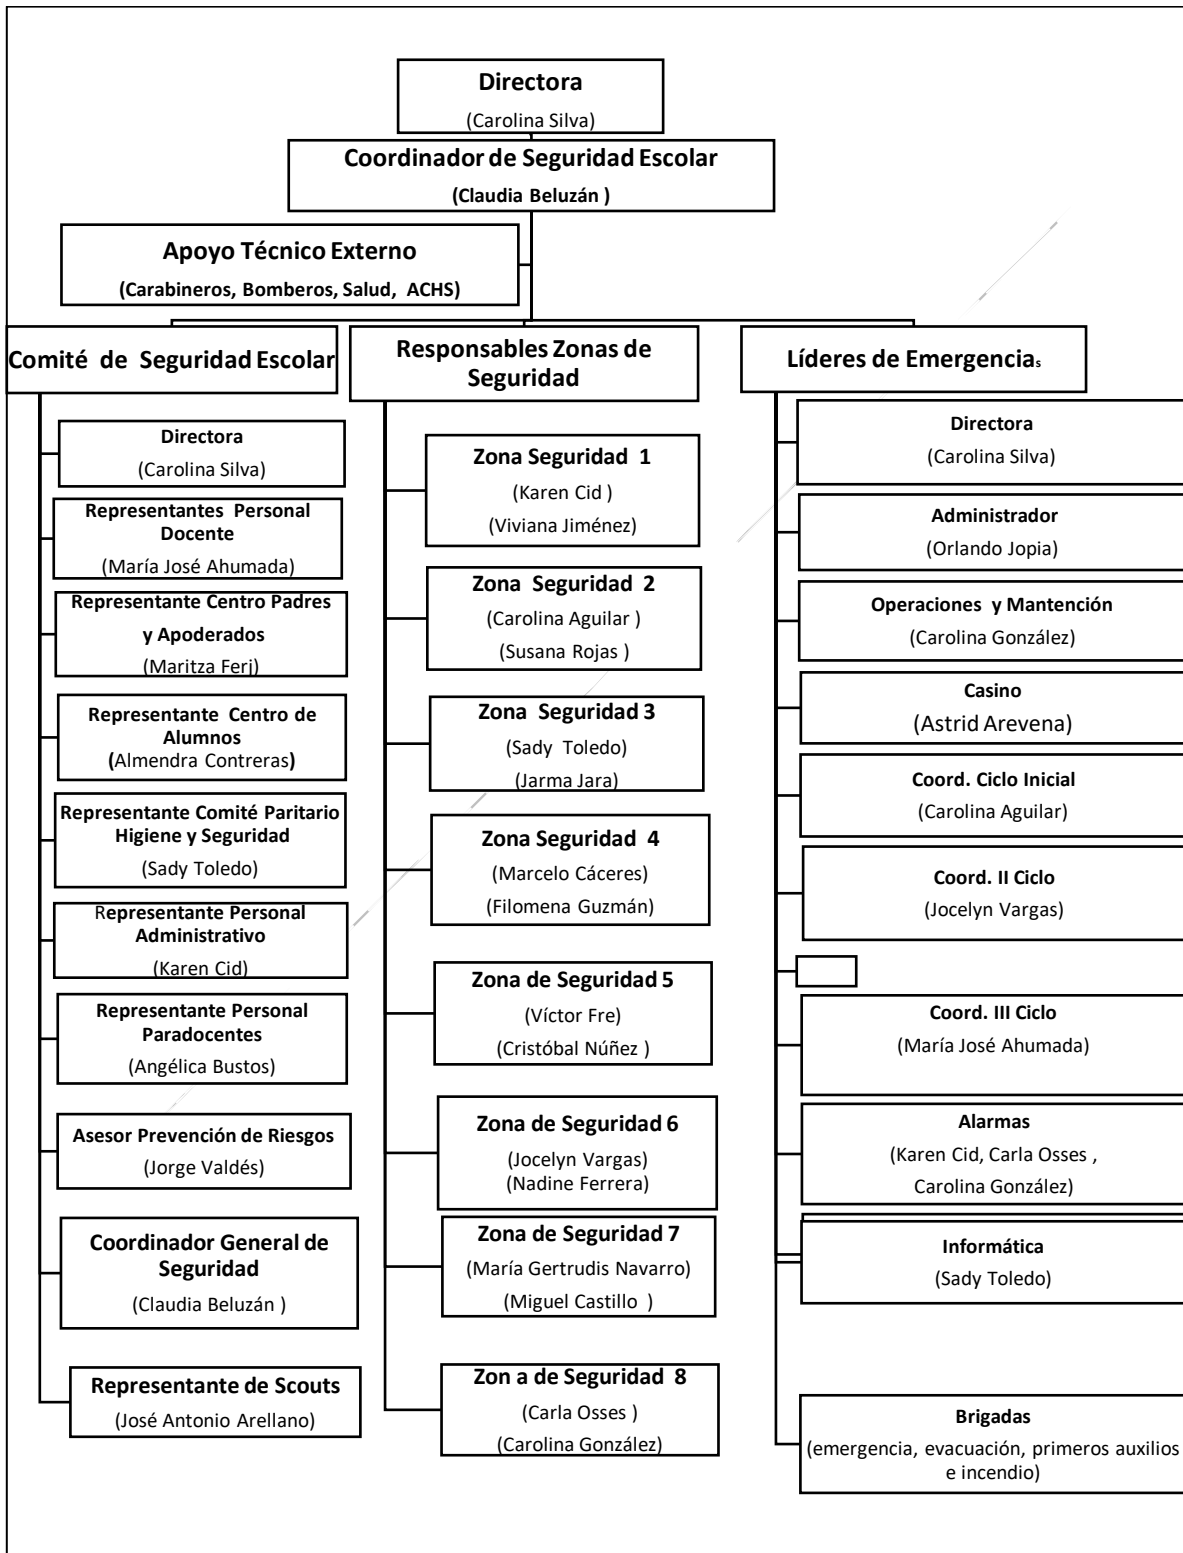 Directora
(Carolina Silva)
Coordinador de Seguridad Escolar
(Claudia Beluzán )
Apoyo Técnico Externo
(Carabineros, Bomberos, Salud, ACHS)
Comité de Seguridad Escolar
Directora
(Carolina Silva)
Representantes Personal
Docente
(María José Ahumada)
Representante Centro Padres
y Apoderados
(Maritza Ferj)
Representante Centro de
Alumnos
(Almendra Contreras)
Representante Comité Paritario
Higiene y Seguridad
(Sady Toledo)
Representante Personal
Administrativo
(Karen Cid)
Representante Personal
Paradocentes
(Angélica Bustos)
Asesor Prevención de Riesgos
(Jorge Valdés)
Coordinador General de
Seguridad
(Claudia Beluzán )
Representante de Scouts
(José Antonio Arellano)
Responsables Zonas de
Seguridad
Zona Seguridad 1
(Karen Cid )
(Viviana Jiménez)
Zona Seguridad 2
(Carolina Aguilar )
(Susana Rojas )
Zona Seguridad 3
(Sady Toledo)
(Jarma Jara)
Zona Seguridad 4
(Marcelo Cáceres)
(Filomena Guzmán)
Zona de Seguridad 5
(Víctor Fre)
(Cristóbal Núñez )
Zona de Seguridad 6
(Jocelyn Vargas)
(Nadine Ferrera)
Zona de Seguridad 7
(María Gertrudis Navarro)
(Miguel Castillo )
Zon a de Seguridad 8
(Carla Osses )
(Carolina González)
Líderes de Emergencias
Directora
(Carolina Silva)
Administrador
(Orlando Jopia)
Operaciones y Mantención
(Carolina González)
Casino
(Astrid Arevena)
Coord. Ciclo Inicial
(Carolina Aguilar)
Coord. II Ciclo
(Jocelyn Vargas)
Coord. III Ciclo
(María José Ahumada)
Alarmas
(Karen Cid, Carla Osses ,
Carolina González)
Informática
(Sady Toledo)
Brigadas
(emergencia, evacuación, primeros auxilios
e incendio)